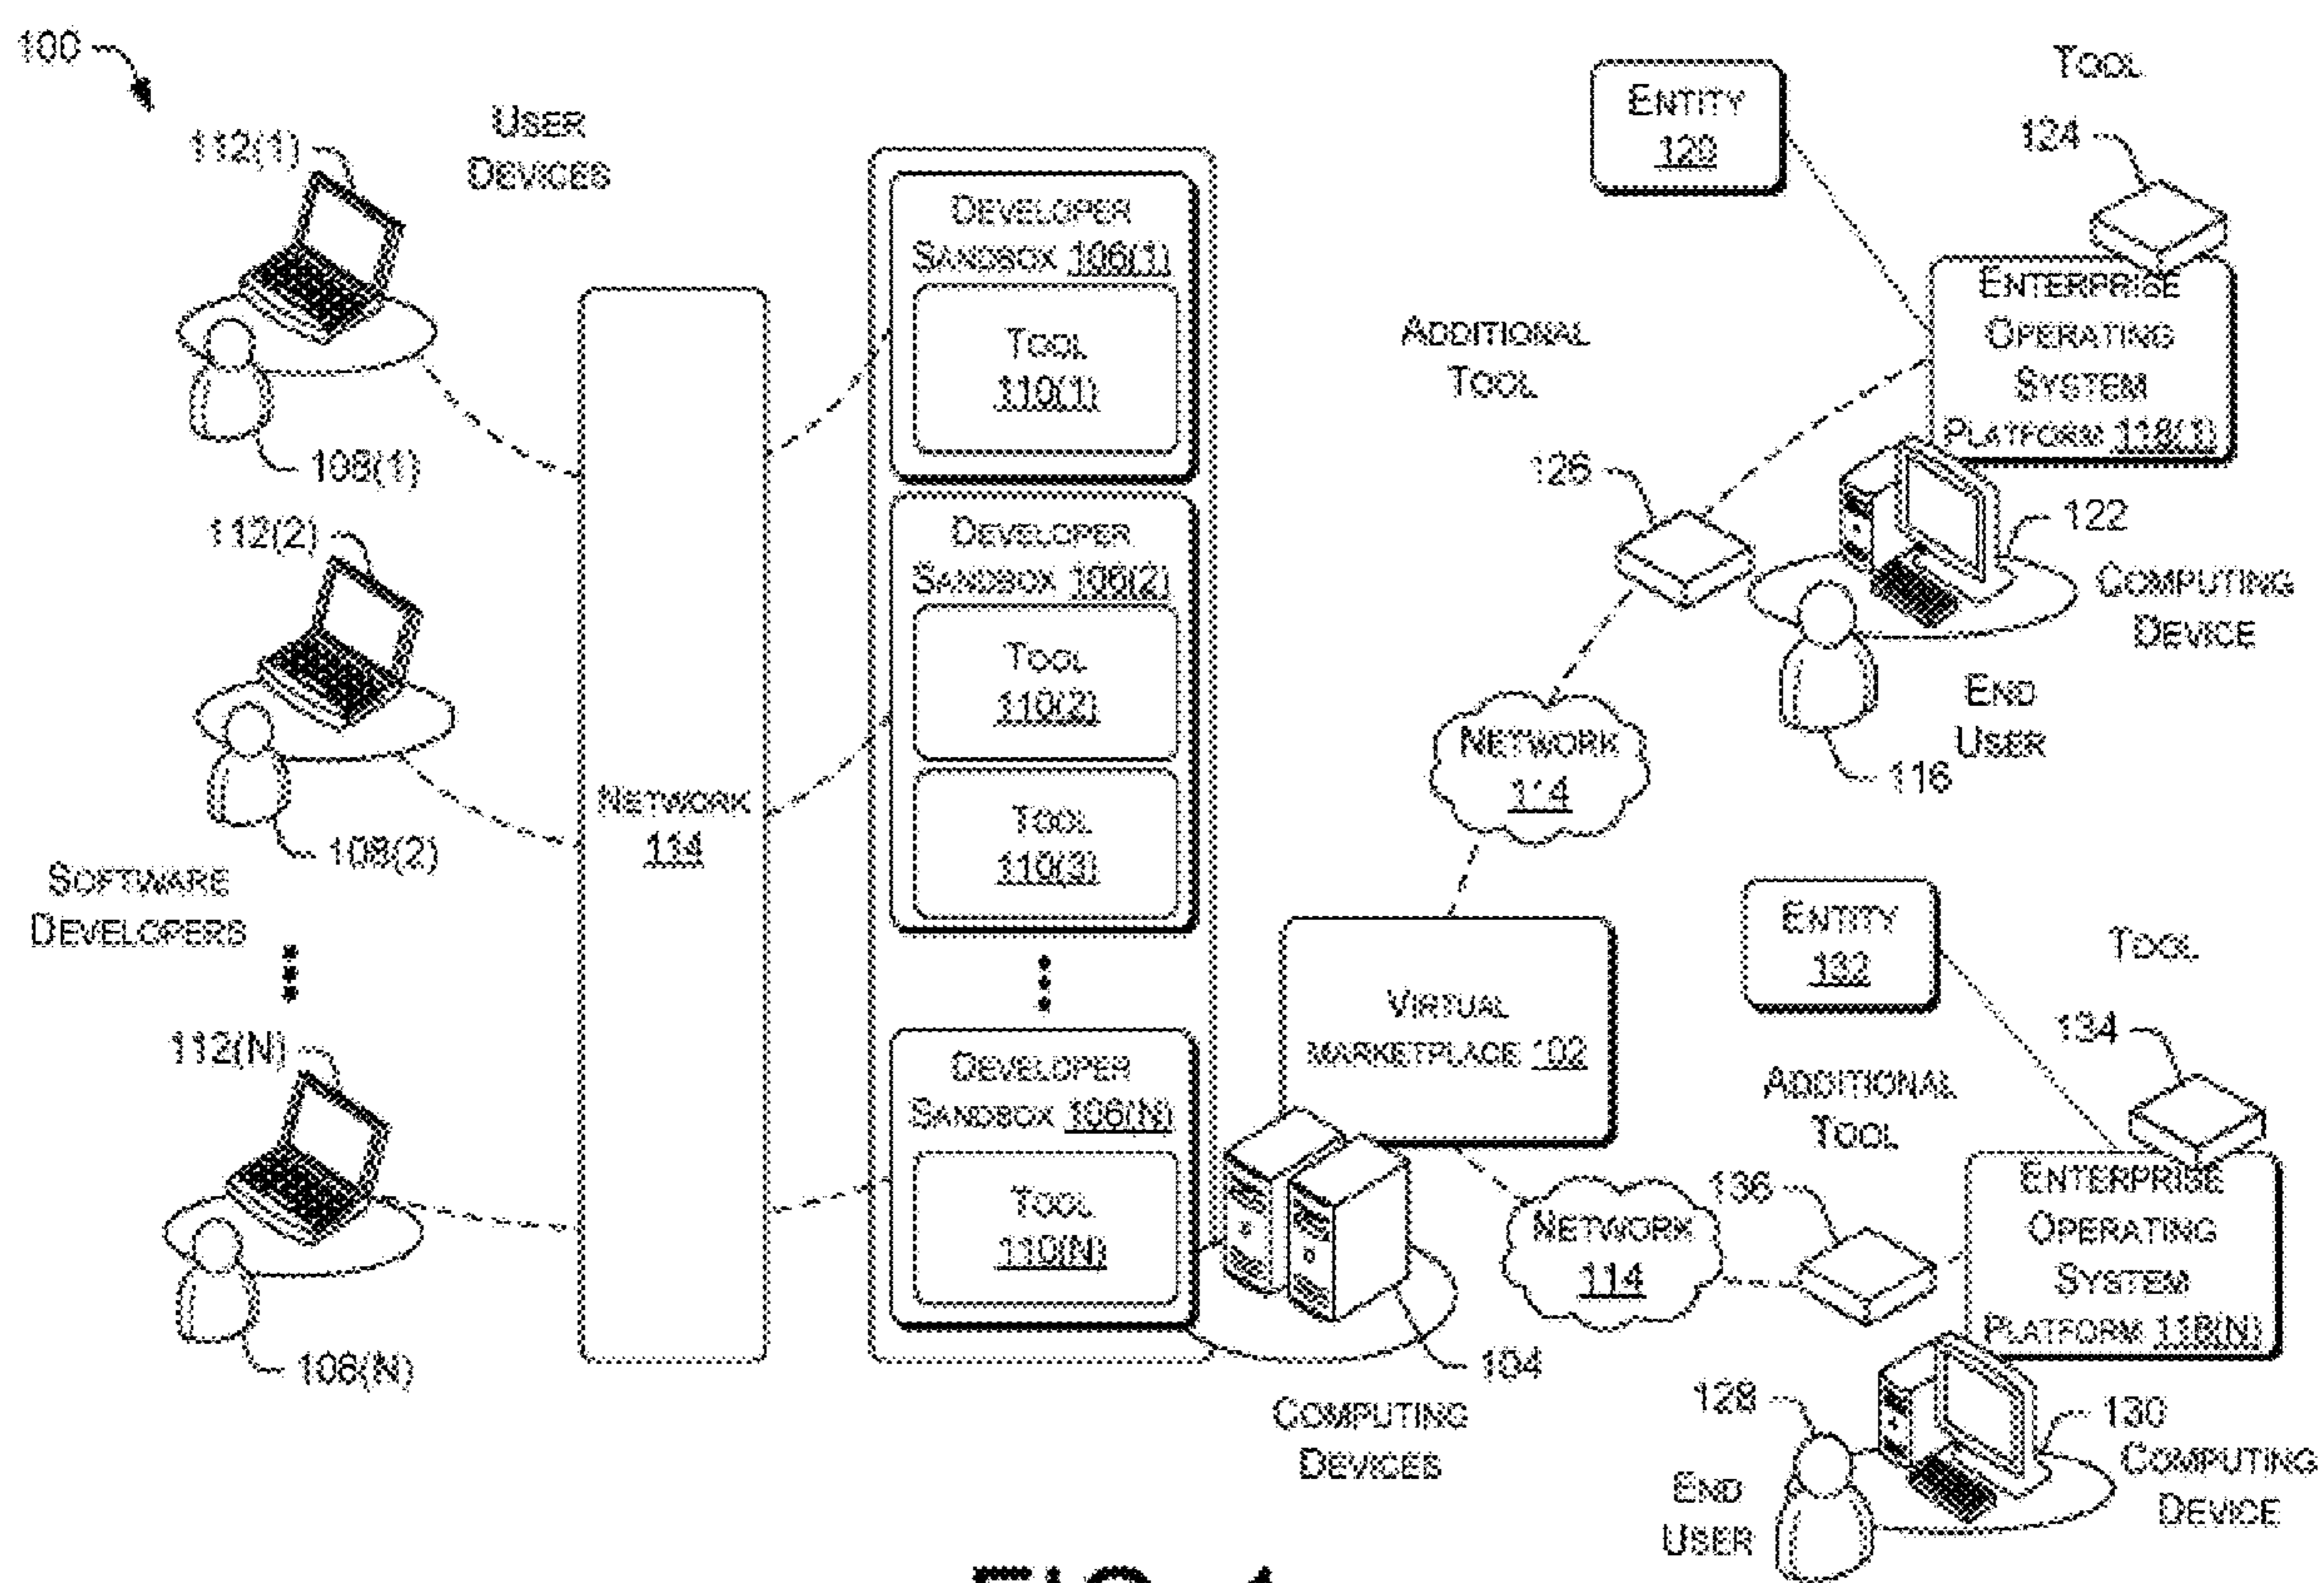 100
112(1)
USER
DEVICES
108(1)
112(2)
108(2)
SOFTWARE
DEVELOPERS
112(N)
108(N)
NETWORK
114
DEVELOPER
SANDBOX 106(1)
TOOL
110(1)
DEVELOPER
SANDBOX 106(2)
TOOL
110(2)
TOOL
110(3)
DEVELOPER
SANDBOX 106(N)
TOOL
110(N)
VIRTUAL
MARKETPLACE 102
104
COMPUTING
DEVICES
ENTITY
120
TOOL
124
ENTERPRISE
OPERATING
SYSTEM
PLATFORM 118(1)
ADDITIONAL
TOOL
126
122
COMPUTING
DEVICE
END
USER
116
NETWORK
114
ENTITY
132
TOOL
134
ADDITIONAL
TOOL
136
NETWORK
114
ENTERPRISE
OPERATING
SYSTEM
PLATFORM 118(N)
128
130
COMPUTING
DEVICE
END
USER